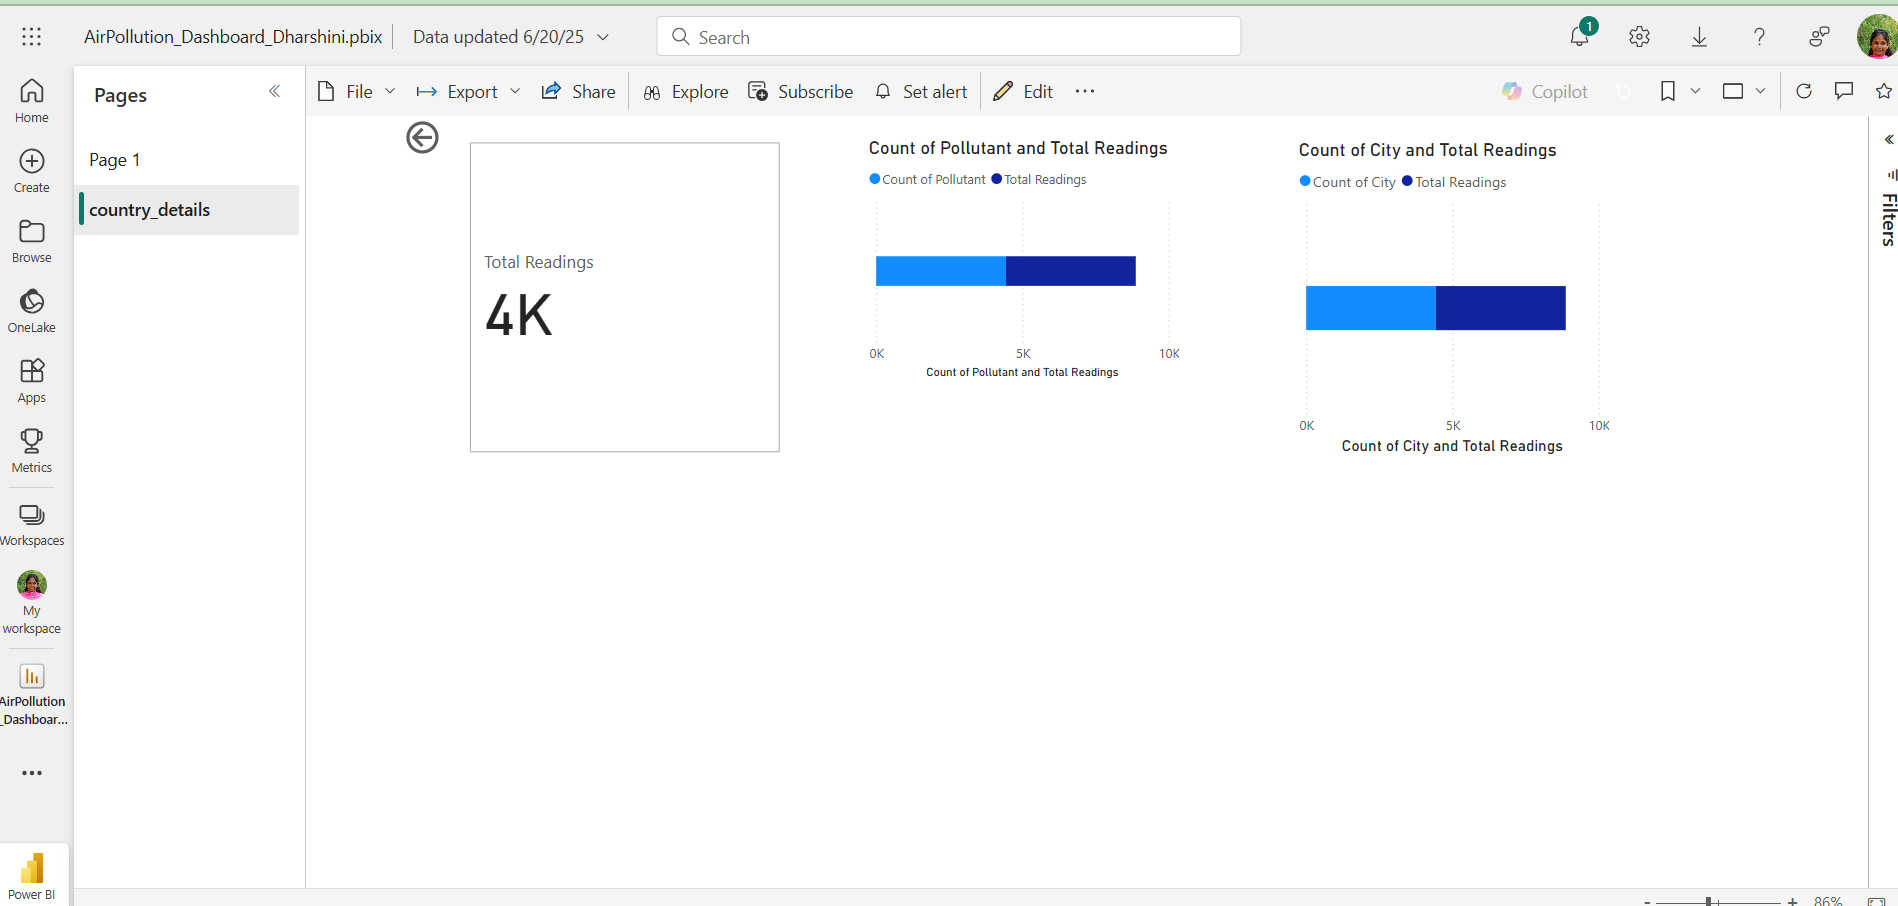 AirPollution_Dashboard_Dharshini.pbix
Data updated 6/20/25
Search
1
Home
Create
Browse
OneLake
Apps
Metrics
Workspaces
My
workspace
AirPollution
_Dashboar...
Power BI
Pages
Page 1
country_details
File
Export
Share
Explore
Subscribe
Set alert
Edit
Copilot
Total Readings
4K
Count of Pollutant and Total Readings
Count of Pollutant Total Readings
0K 5K 10K
Count of Pollutant and Total Readings
Count of City and Total Readings
Count of City Total Readings
0K 5K 10K
Count of City and Total Readings
Filters
- + 86%